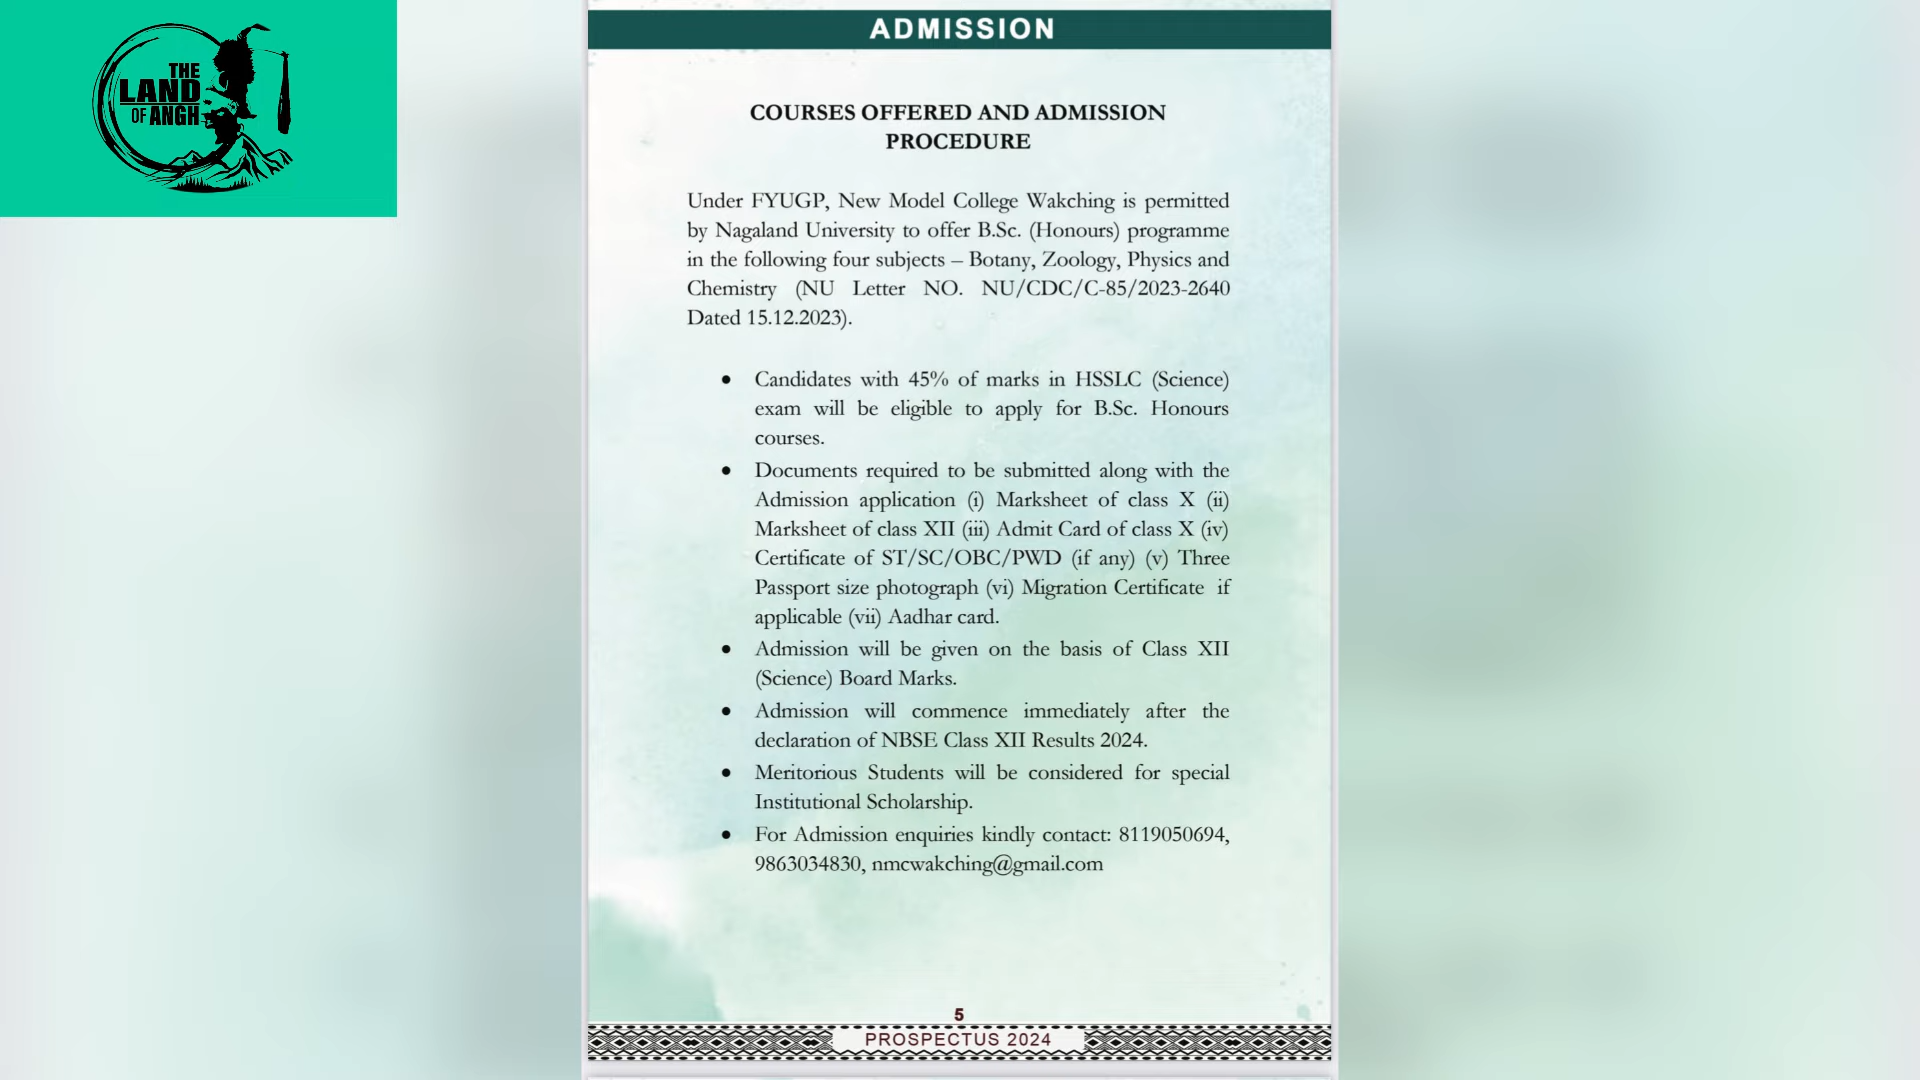 THE
LAND
OF ANGH
ADMISSION
COURSES OFFERED AND ADMISSION
PROCEDURE
Under FYUGP, New Model College Wakching is permitted
by Nagaland University to offer B.Sc. (Honours) programme
in the following four subjects – Botany, Zoology, Physics and
Chemistry (NU Letter NO. NU/CDC/C-85/2023-2640
Dated 15.12.2023).
• Candidates with 45% of marks in HSSLC (Science)
exam will be eligible to apply for B.Sc. Honours
courses.
• Documents required to be submitted along with the
Admission application (i) Marksheet of class X (ii)
Marksheet of class XII (iii) Admit Card of class X (iv)
Certificate of ST/SC/OBC/PWD (if any) (v) Three
Passport size photograph (vi) Migration Certificate if
applicable (vii) Aadhar card.
• Admission will be given on the basis of Class XII
(Science) Board Marks.
• Admission will commence immediately after the
declaration of NBSE Class XII Results 2024.
• Meritorious Students will be considered for special
Institutional Scholarship.
• For Admission enquiries kindly contact: 8119050694,
9863034830, nmcwakching@gmail.com
5
PROSPECTUS 2024